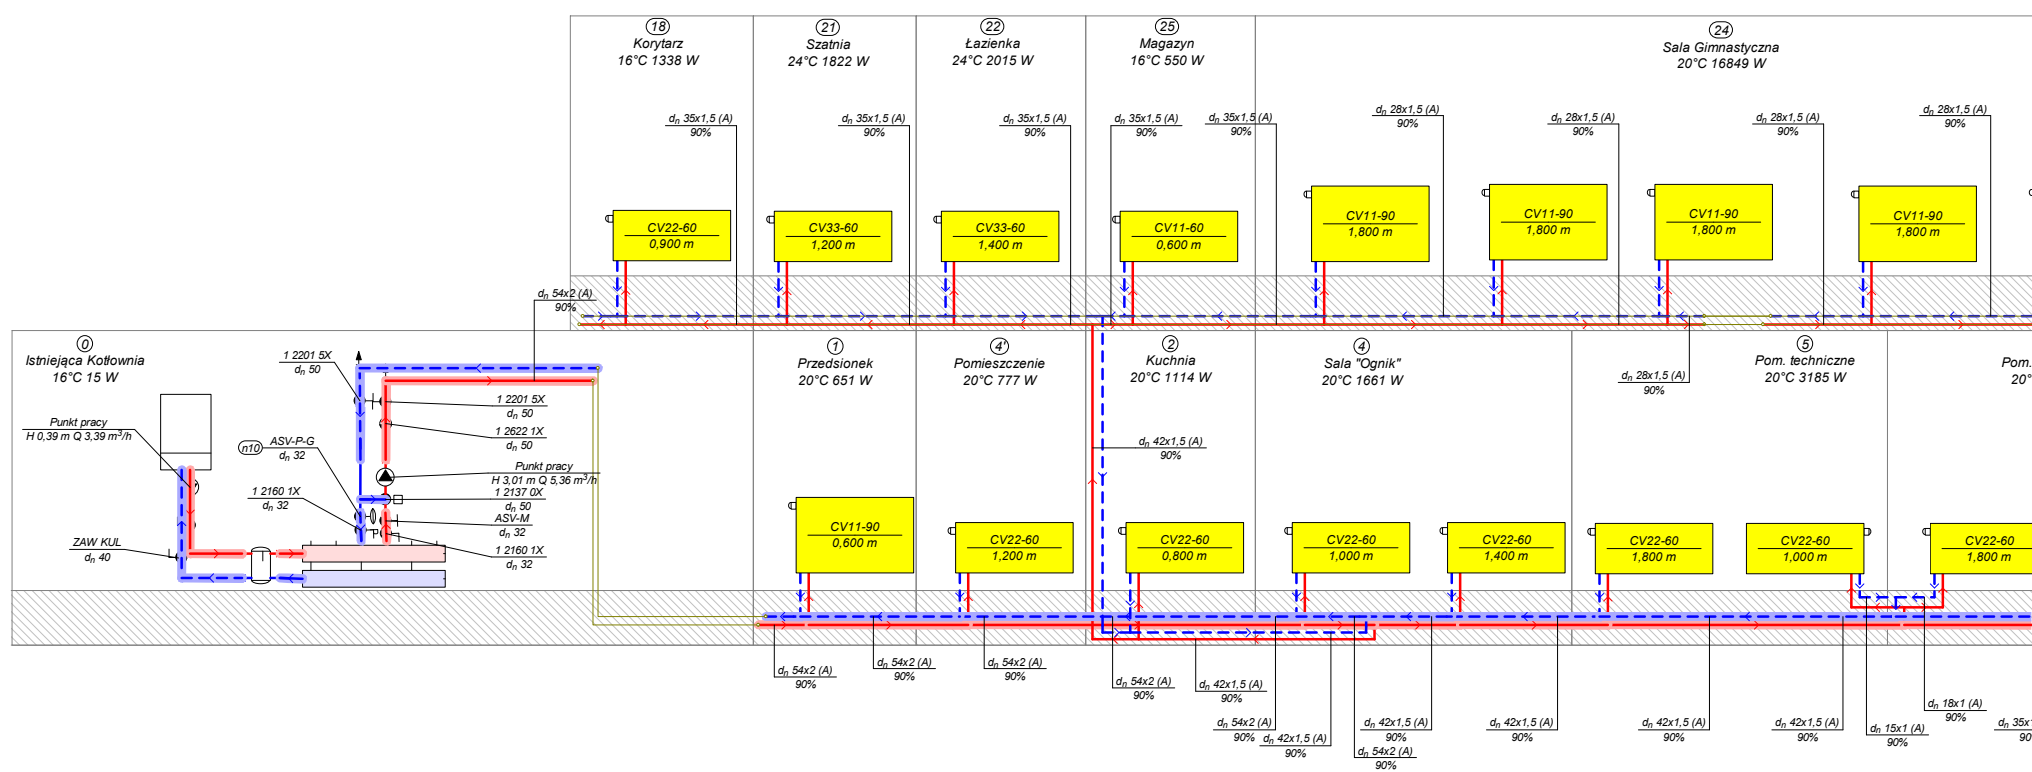 18
Korytarz
16°C 1338 W
21
Szatnia
24°C 1822 W
22
Łazienka
24°C 2015 W
25
Magazyn
16°C 550 W
24
Sala Gimnastyczna
20°C 16849 W
dn 35x1,5 (A)
90%
dn 35x1,5 (A)
90%
dn 35x1,5 (A)
90%
dn 35x1,5 (A)
90%
dn 35x1,5 (A)
90%
dn 28x1,5 (A)
90%
dn 28x1,5 (A)
90%
dn 28x1,5 (A)
90%
dn 28x1,5 (A)
90%
CV22-60
0,900 m
CV33-60
1,200 m
CV33-60
1,400 m
CV11-60
0,600 m
CV11-90
1,800 m
CV11-90
1,800 m
CV11-90
1,800 m
CV11-90
1,800 m
dn 54x2 (A)
90%
0
Istniejąca Kotłownia
16°C 15 W
1 2201 5X
dn 50
1
Przedsionek
20°C 651 W
4'
Pomieszczenie
20°C 777 W
2
Kuchnia
20°C 1114 W
4
Sala "Ognik"
20°C 1661 W
dn 28x1,5 (A)
90%
5
Pom. techniczne
20°C 3185 W
Pom.
20°
Punkt pracy
H 0,39 m Q 3,39 m³/h
n10
ASV-P-G
dn 32
1 2160 1X
dn 32
ZAW KUL
dn 40
1 2201 5X
dn 50
1 2622 1X
dn 50
Punkt pracy
H 3,01 m Q 5,36 m³/h
1 2137 0X
dn 50
ASV-M
dn 32
1 2160 1X
dn 32
dn 42x1,5 (A)
90%
CV11-90
0,600 m
CV22-60
1,200 m
CV22-60
0,800 m
CV22-60
1,000 m
CV22-60
1,400 m
CV22-60
1,800 m
CV22-60
1,000 m
CV22-60
1,800 m
dn 54x2 (A)
90%
dn 54x2 (A)
90%
dn 54x2 (A)
90%
dn 54x2 (A)
90%
dn 42x1,5 (A)
90%
dn 54x2 (A)
90%
dn 42x1,5 (A)
90%
dn 54x2 (A)
90%
dn 42x1,5 (A)
90%
dn 42x1,5 (A)
90%
dn 42x1,5 (A)
90%
dn 42x1,5 (A)
90%
dn 15x1 (A)
90%
dn 18x1 (A)
90%
dn 35x1
90